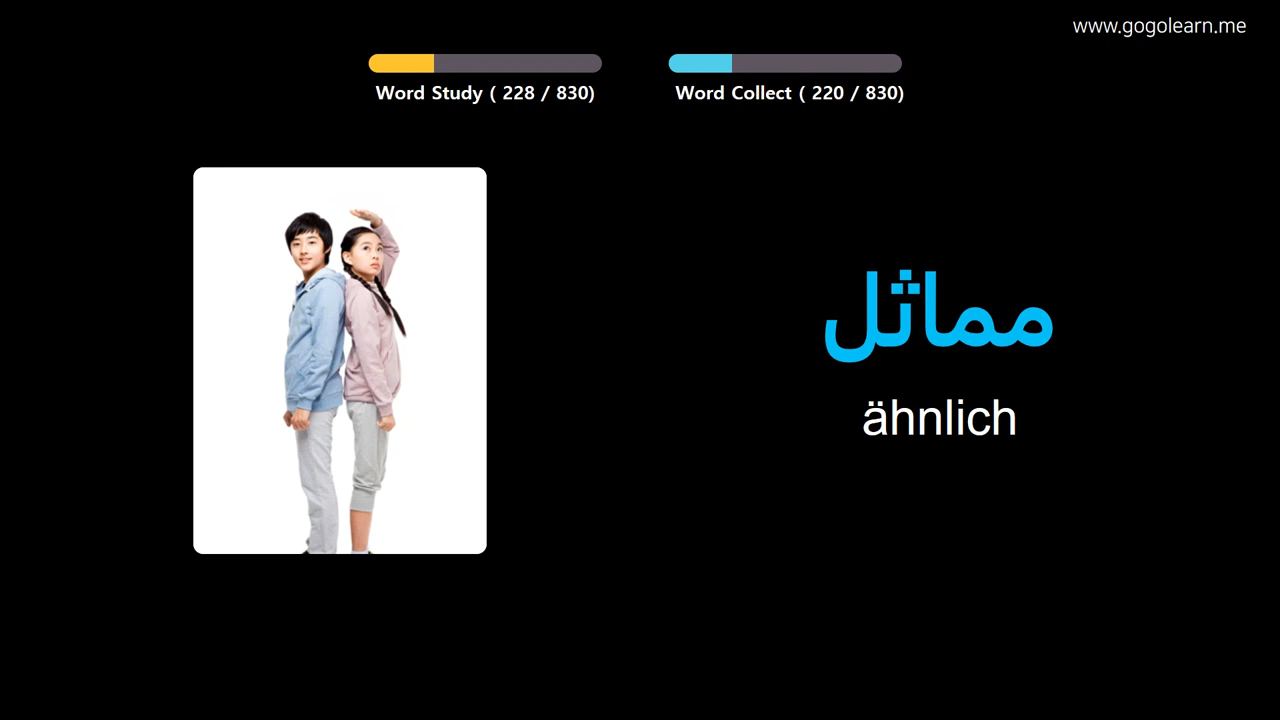 www.gogolearn.me
Word Study ( 228 / 830)
Word Collect ( 220 / 830)
مماثل
ähnlich